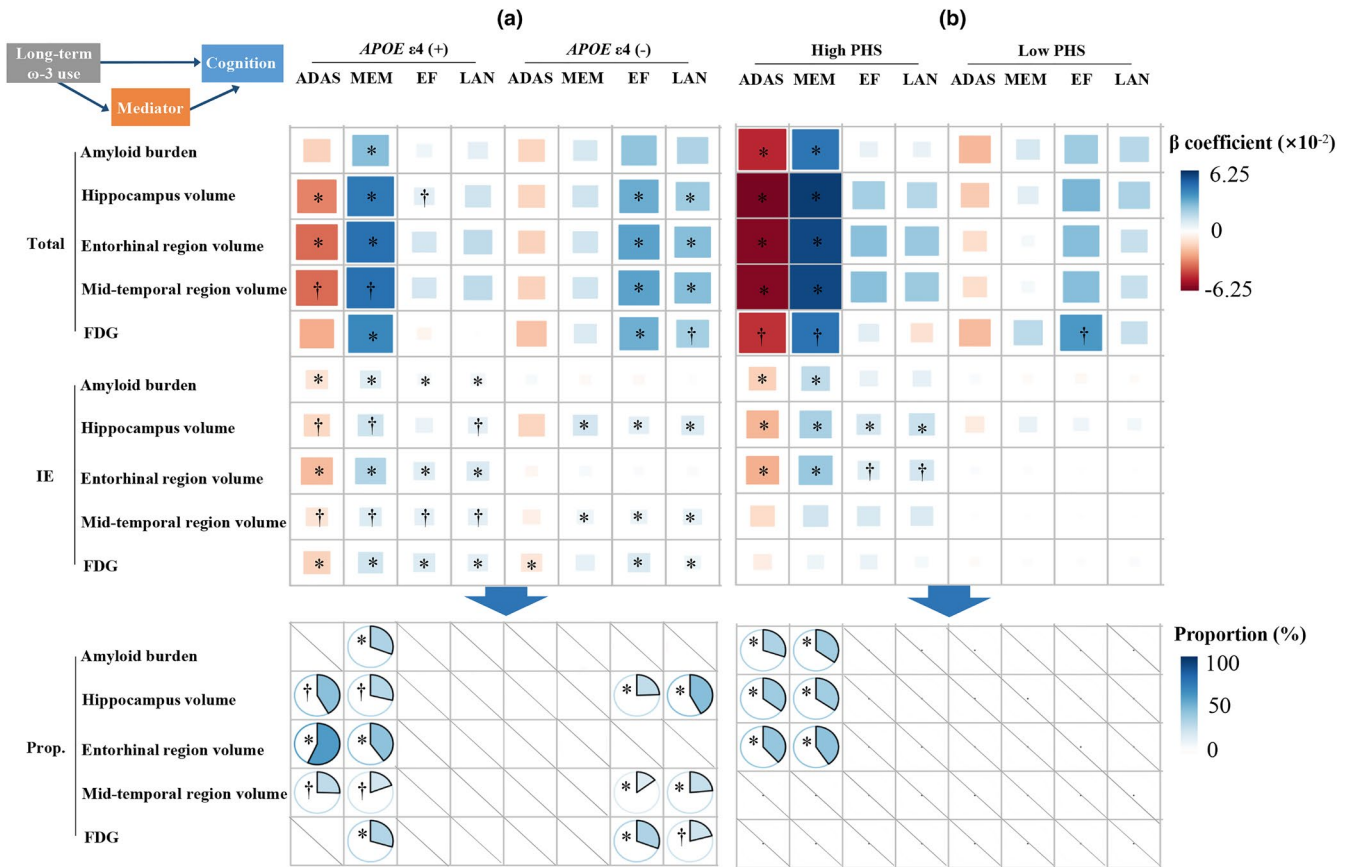 (a) (b)
Long-term
ω-3 use
Cognition
Mediator
APOE ε4 (+) APOE ε4 (-) High PHS Low PHS
ADAS MEM EF LAN ADAS MEM EF LAN ADAS MEM EF LAN ADAS MEM EF LAN
Total
Amyloid burden * * *
Hippocampus volume * * † * * * *
Entorhinal region volume * * * * * *
Mid-temporal region volume † † * * * *
FDG * * † † † †
IE
Amyloid burden * * * * * *
Hippocampus volume † † † * * * * * * *
Entorhinal region volume * * * * * * † †
Mid-temporal region volume † † † † * * *
FDG * * * * * * *
Prop.
Amyloid burden * * *
Hippocampus volume † † * * * *
Entorhinal region volume * * * *
Mid-temporal region volume † † * *
FDG * * †
β coefficient (×10-2)
6.25
0
-6.25
Proportion (%)
100
50
0